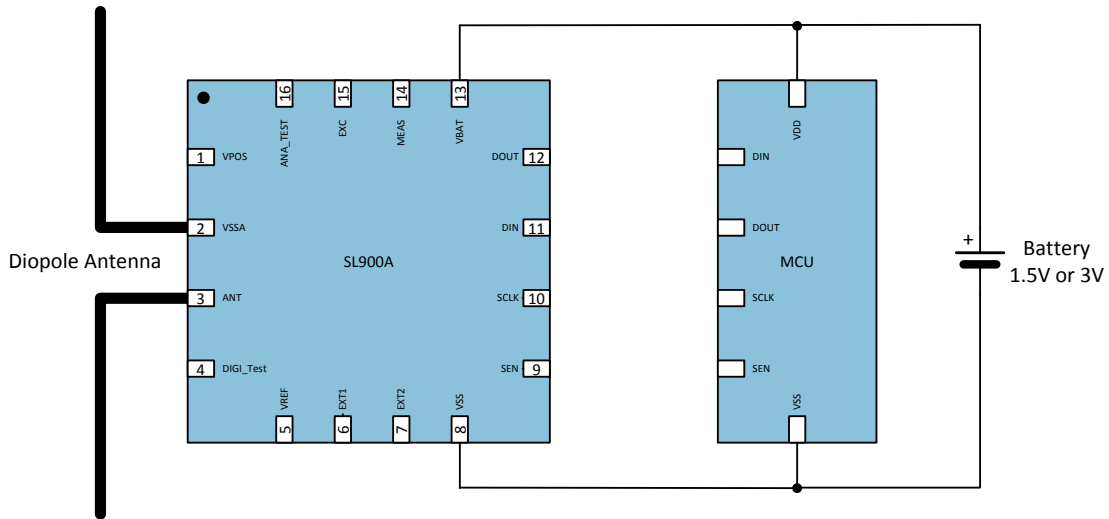 16
15
14
13
ANA_TEST
EXC
MEAS
VBAT
VDD
1
VPOS
DOUT
12
DIN
2
VSSA
DIN
11
DOUT
Diopole Antenna
SL900A
MCU
+
Battery
1.5V or 3V
3
ANT
SCLK
10
SCLK
4
DIGI_Test
SEN
9
SEN
VREF
EXT1
EXT2
VSS
VSS
5
6
7
8